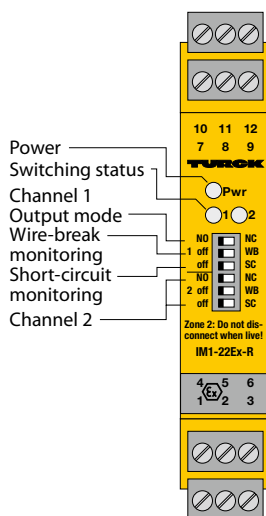 10 11 12
7 8 9
TURCK
Power
Pwr
Switching status
1 2
Channel 1
Output mode
NO NC
Wire-break
1 off WB
monitoring
off SC
Short-circuit
NO NC
monitoring
2 off WB
Channel 2
off SC
Zone 2: Do not dis-
connect when live!
IM1-22Ex-R
4 5 6
Ex
1 2 3